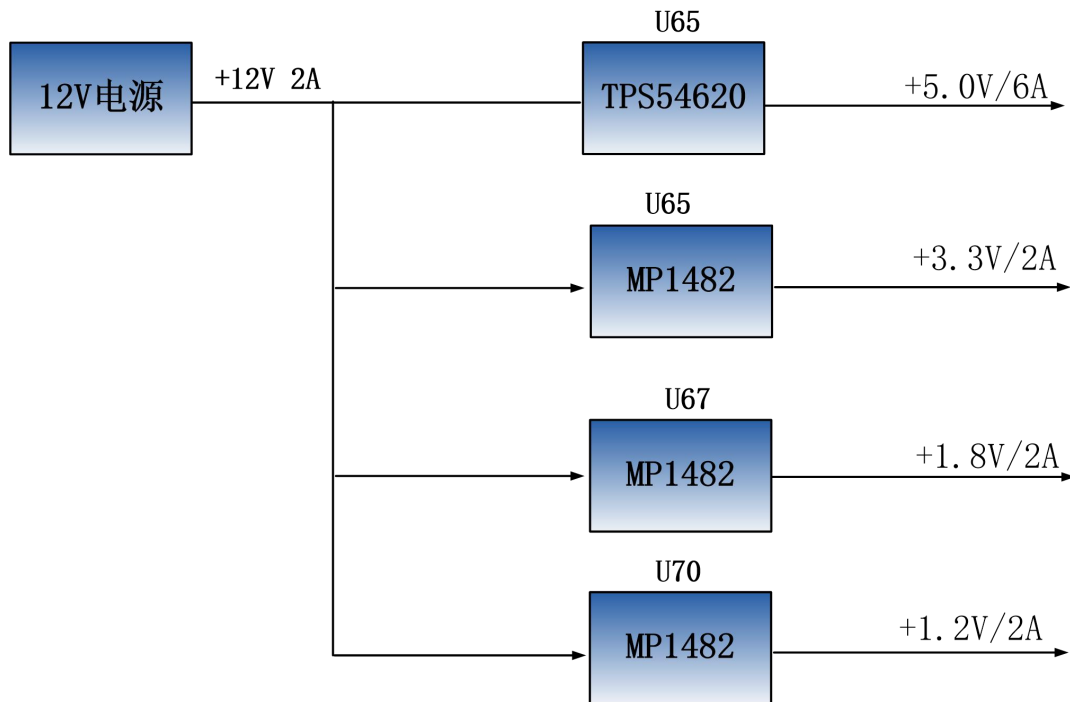 U65
12V电源
+12V 2A
TPS54620
+5.0V/6A
U65
MP1482
+3.3V/2A
U67
MP1482
+1.8V/2A
U70
MP1482
+1.2V/2A